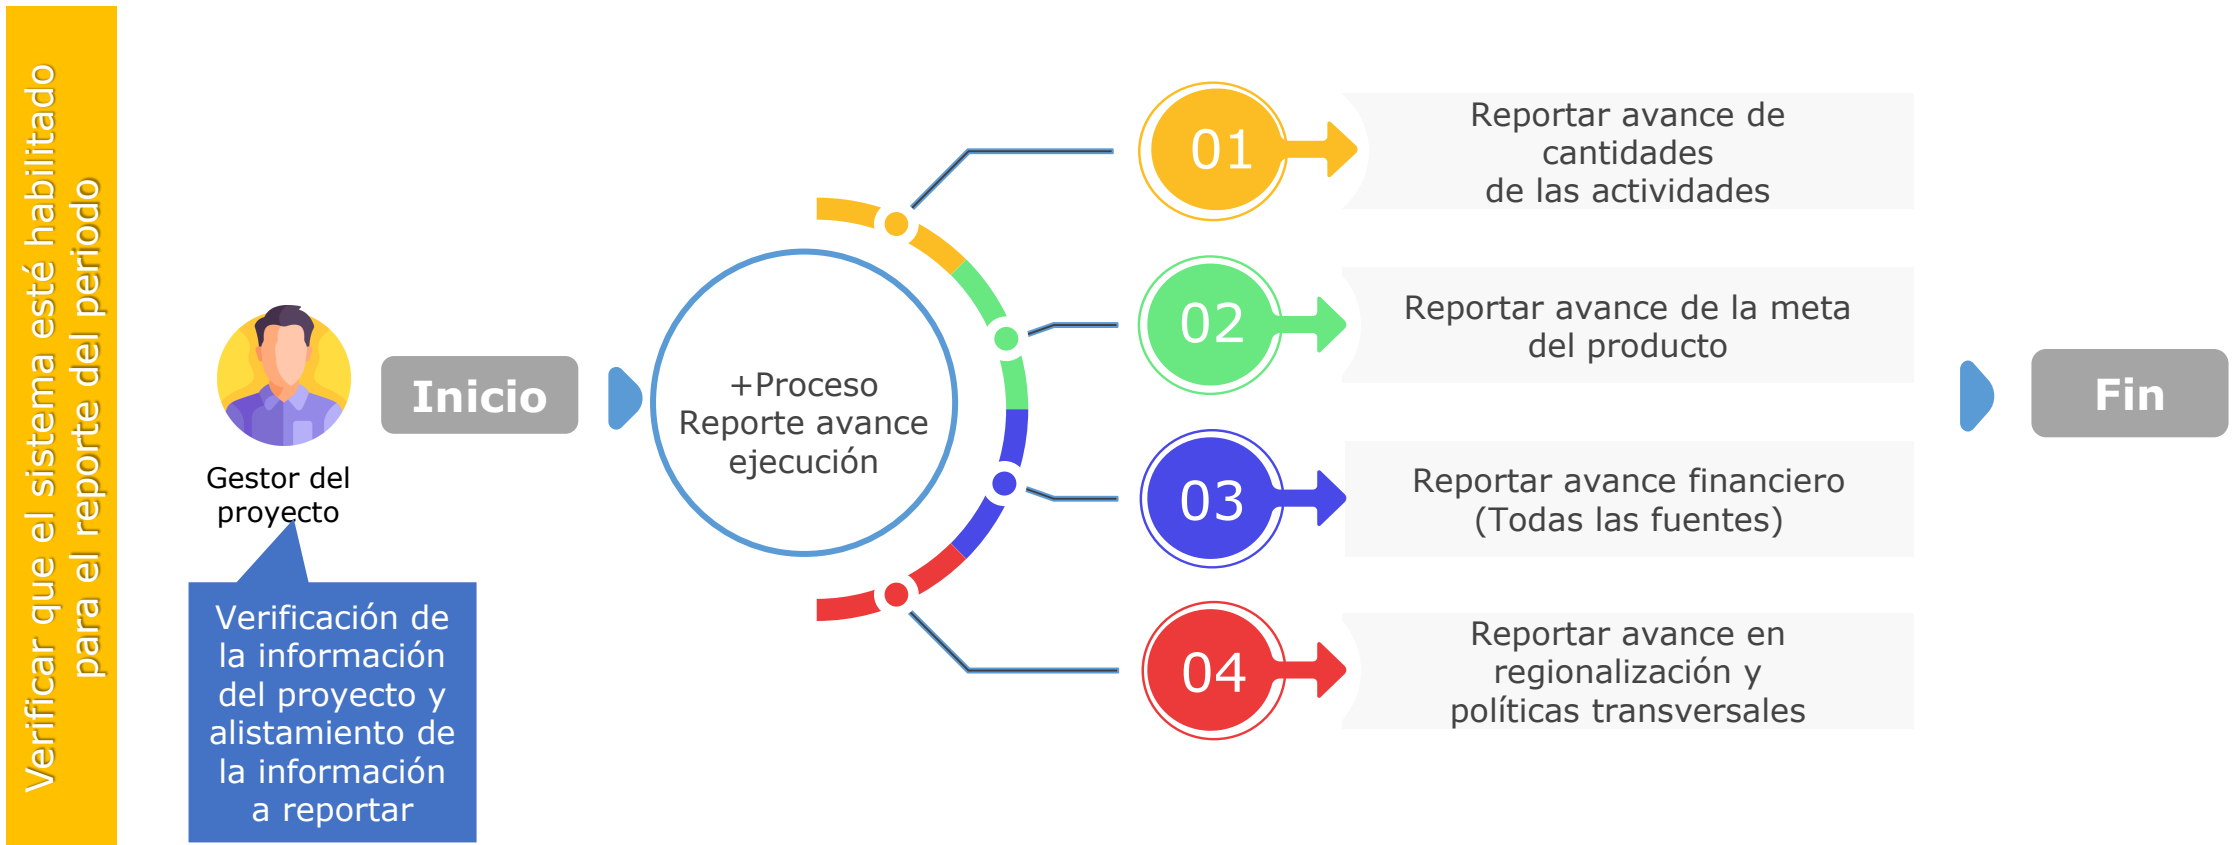 Verificar que el sistema esté habilitado
para el reporte del periodo
Gestor del
proyecto
Verificación de
la información
del proyecto y
alistamiento de
la información
a reportar
Inicio
+Proceso
Reporte avance
ejecución
01
Reportar avance de
cantidades
de las actividades
02
Reportar avance de la meta
del producto
03
Reportar avance financiero
(Todas las fuentes)
04
Reportar avance en
regionalización y
políticas transversales
Fin